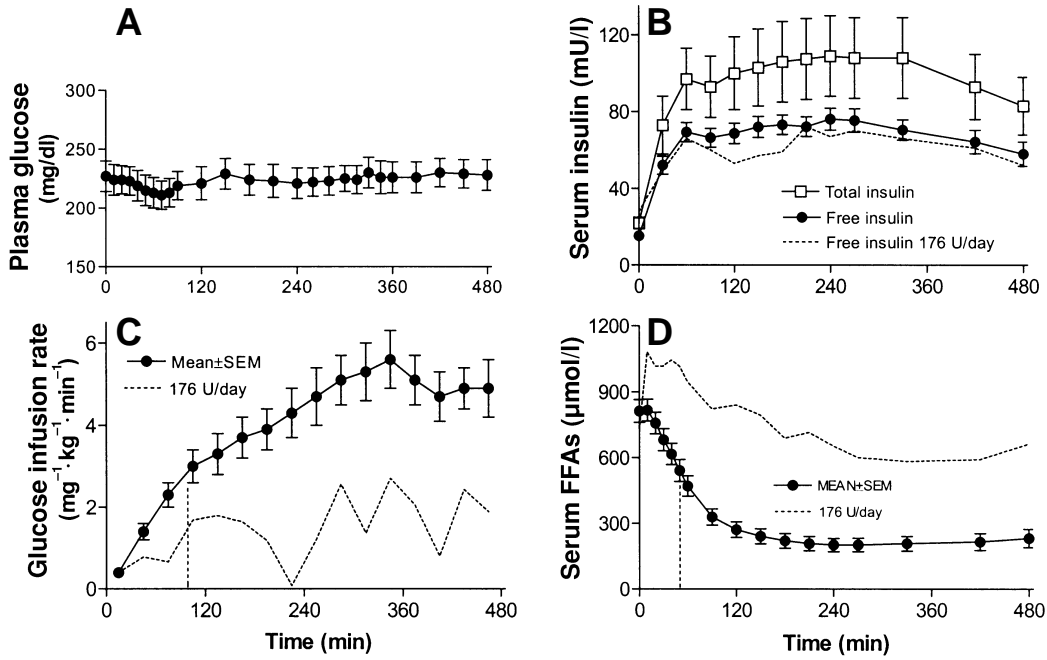 A
Plasma glucose
(mg/dl)
300
250
200
150
0
120
240
360
480
B
Serum insulin (mU/l)
120
80
40
0
Total insulin
Free insulin
Free insulin 176 U/day
0
120
240
360
480
C
Glucose infusion rate
(mg⁻¹·kg⁻¹·min⁻¹)
6
4
2
0
Mean±SEM
176 U/day
0
120
240
360
480
Time (min)
D
Serum FFAs (µmol/l)
1200
900
600
300
0
MEAN±SEM
176 U/day
0
120
240
360
480
Time (min)